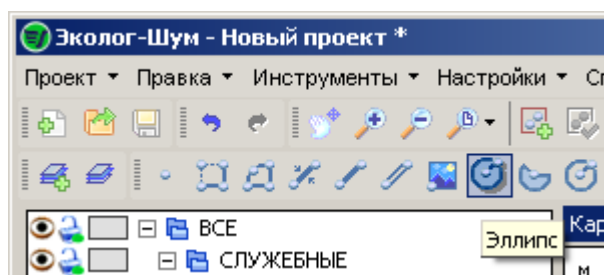 Эколог-Шум - Новый проект *
Проект Правка Инструменты Настройки
ВСЕ
Эллипс
СЛУЖЕБНЫЕ
м